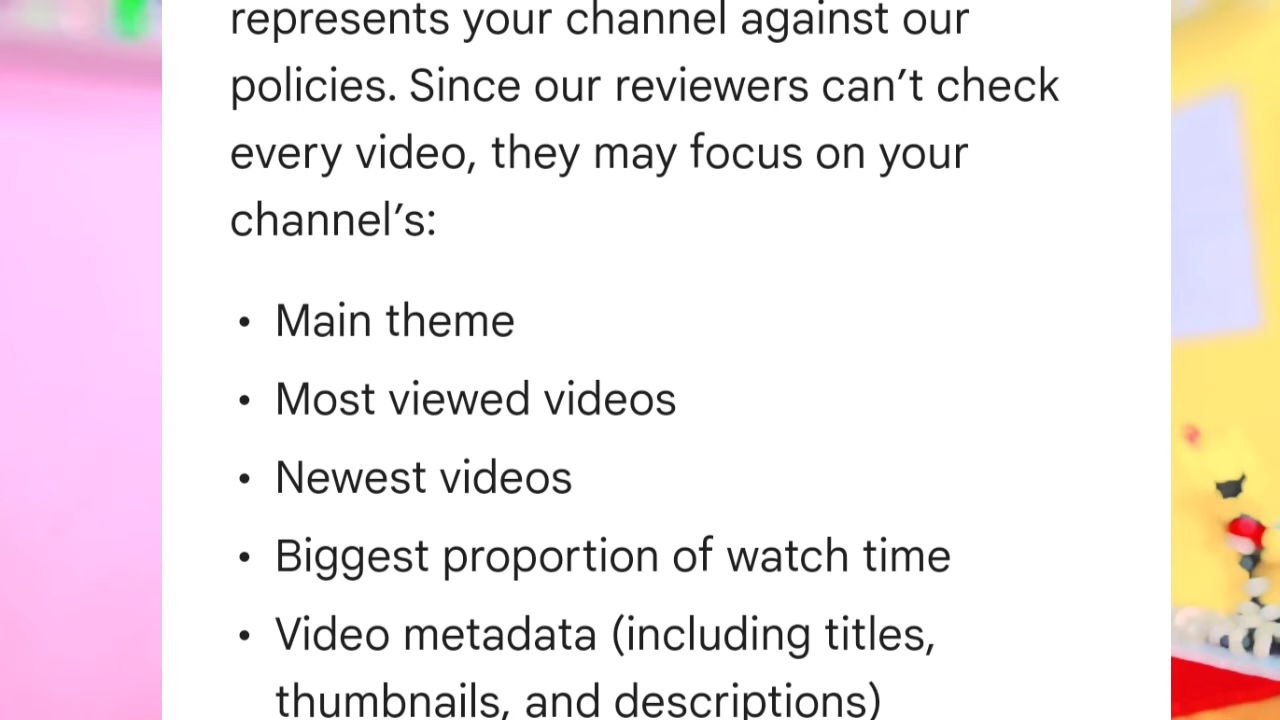 represents your channel against our
policies. Since our reviewers can’t check
every video, they may focus on your
channel’s:
• Main theme
• Most viewed videos
• Newest videos
• Biggest proportion of watch time
• Video metadata (including titles,
thumbnails, and descriptions)